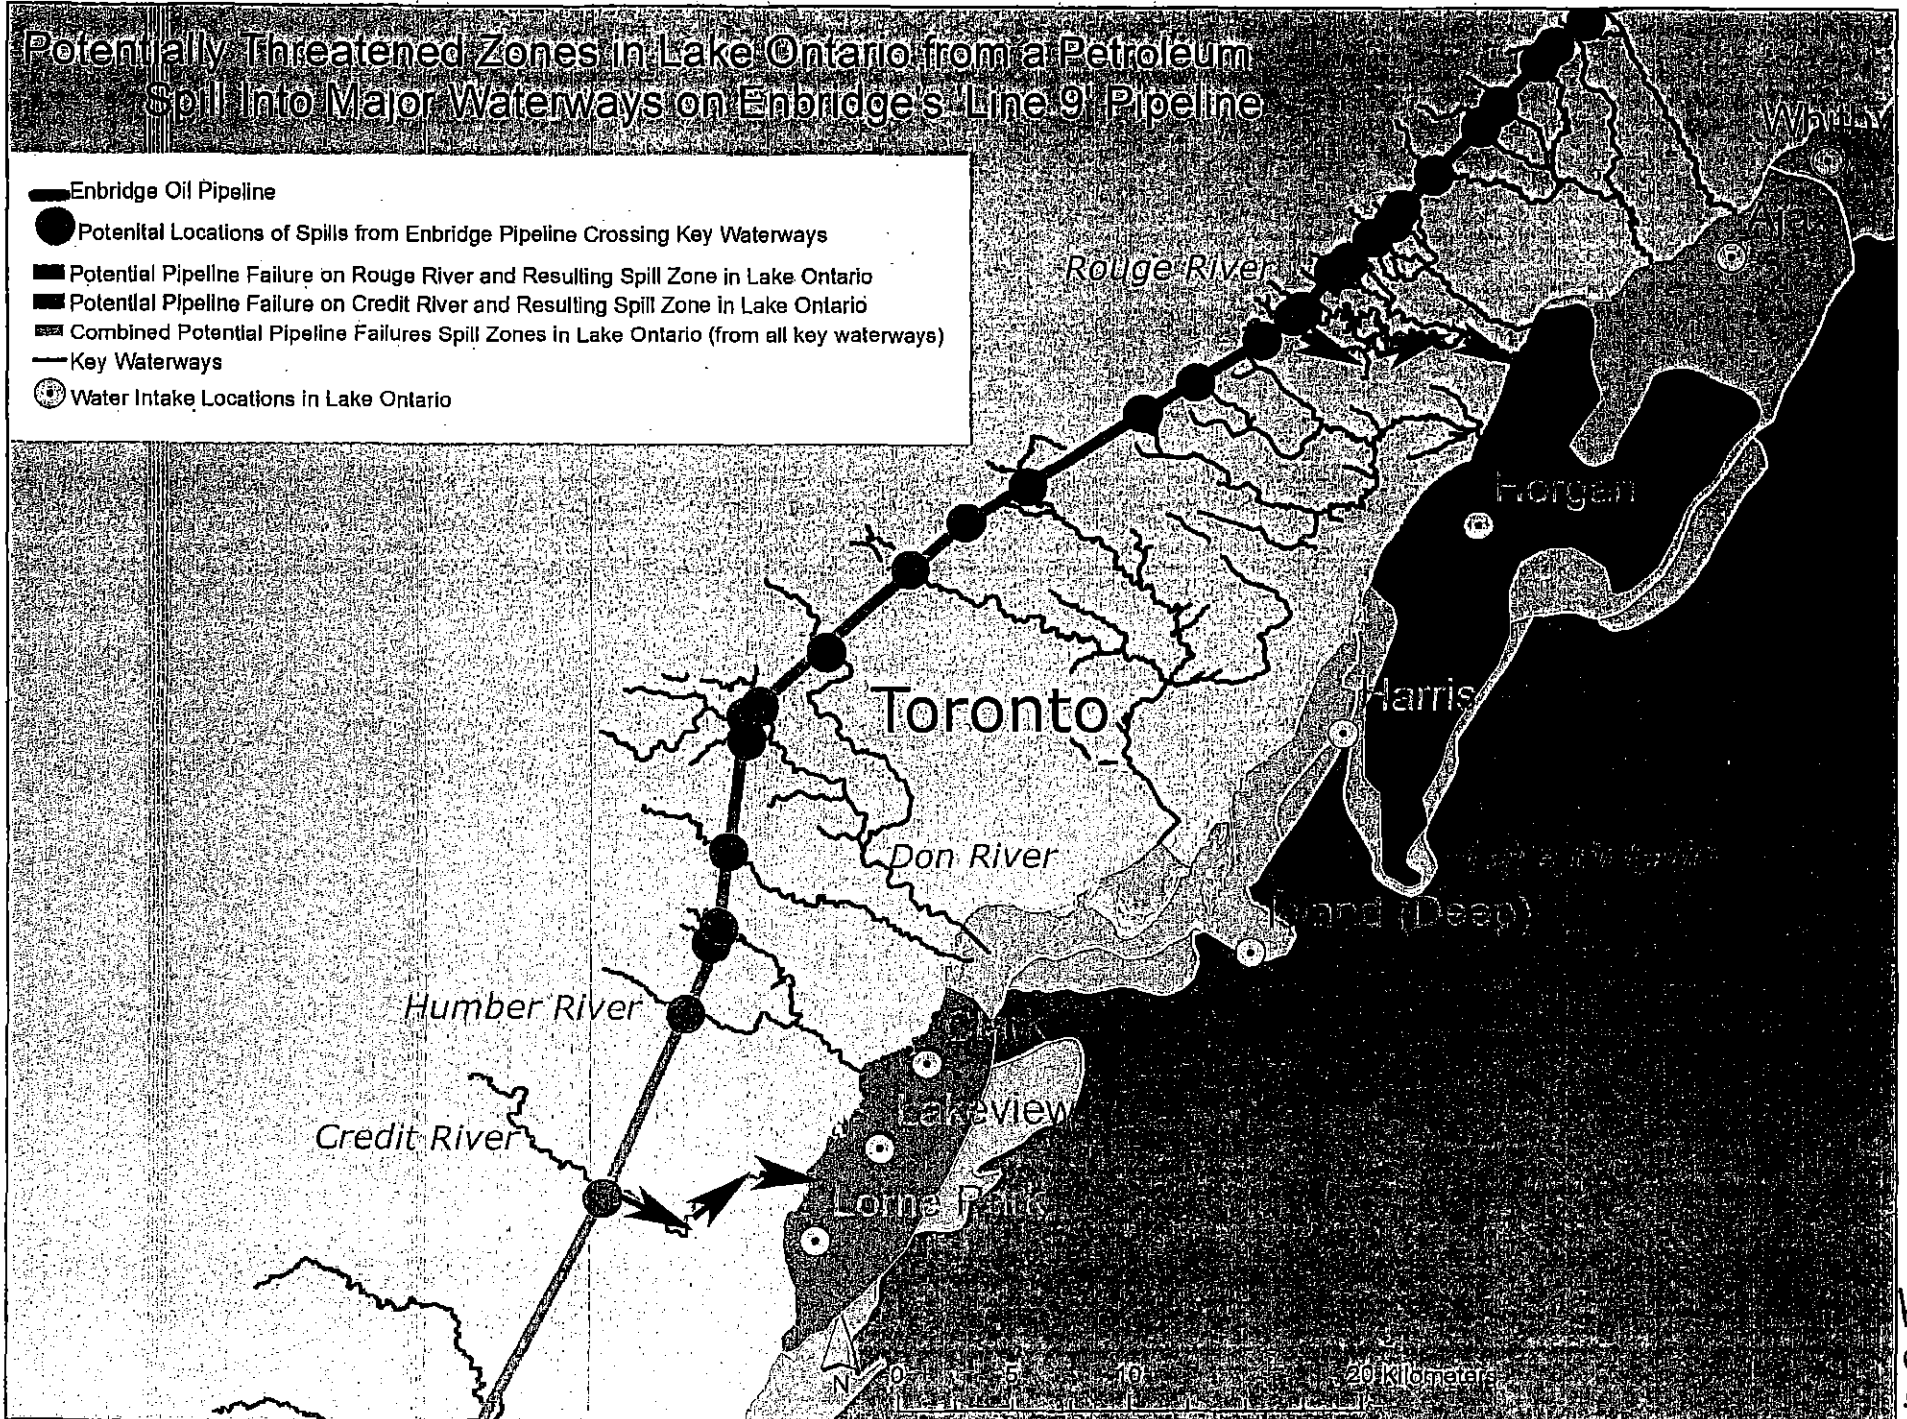 Potentially Threatened Zones in Lake Ontario from a Petroleum
Spill Into Major Waterways on Enbridge's 'Line 9' Pipeline
Enbridge Oil Pipeline
Potenital Locations of Spills from Enbridge Pipeline Crossing Key Waterways
Potential Pipeline Failure on Rouge River and Resulting Spill Zone in Lake Ontario
Potential Pipeline Failure on Credit River and Resulting Spill Zone in Lake Ontario
Combined Potential Pipeline Failures Spill Zones in Lake Ontario (from all key waterways)
Key Waterways
Water Intake Locations in Lake Ontario
Whitby
Rouge River
Horgan
Harris
Toronto
Don River
Lake Ontario
Island (Deep)
Humber River
Lakeview
Credit River
Lorne Park
N
0 5 10 20 Kilometers